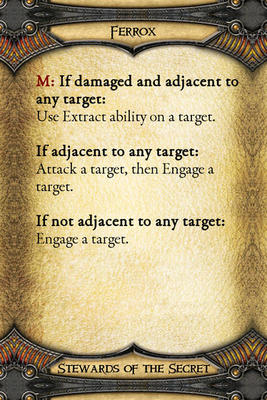 Ferrox
M: If damaged and adjacent to
any target:
Use Extract ability on a target.
If adjacent to any target:
Attack a target, then Engage a
target.
If not adjacent to any target:
Engage a target.
Stewards of the Secret